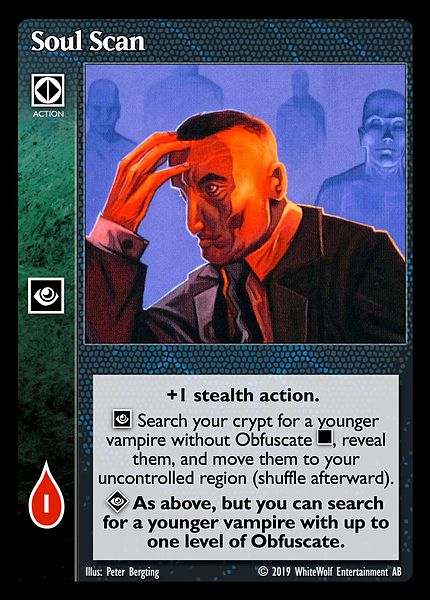 Soul Scan
ACTION
+1 stealth action.
Search your crypt for a younger
vampire without Obfuscate , reveal
them, and move them to your
uncontrolled region (shuffle afterward).
As above, but you can search
for a younger vampire with up to
one level of Obfuscate.
1
Illus: Peter Bergting © 2019 WhiteWolf Entertainment AB